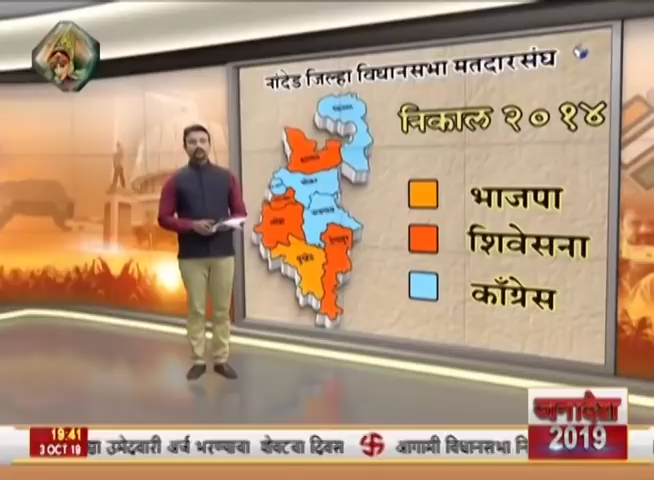 नांदेड जिल्हा विधानसभा मतदारसंघ
निकाल २०१४
भाजपा
शिवसेना
काँग्रेस
जनादेश
2019
19:41
3 OCT 19
उमेदवारी अर्ज भरण्याचा शेवटचा दिवस
आगामी विधानसभा नि